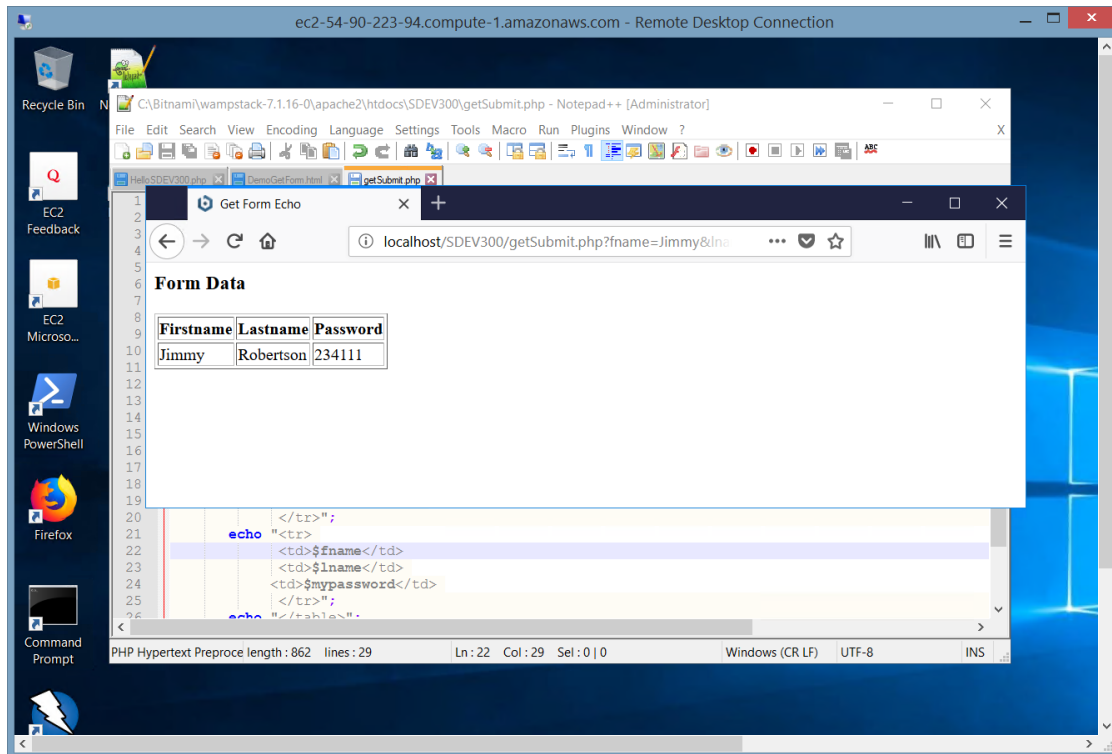 ec2-54-90-223-94.compute-1.amazonaws.com - Remote Desktop Connection
Recycle Bin
N
C:\Bitnami\wampstack-7.1.16-0\apache2\htdocs\SDEV300\getSubmit.php - Notepad++ [Administrator]
File Edit Search View Encoding Language Settings Tools Macro Run Plugins Window ?
X
HelloSDEV300.php
DemoGetForm.html
getSubmit.php
EC2
Feedback
EC2
Microso...
Windows
PowerShell
Firefox
Command
Prompt
Get Form Echo
localhost/SDEV300/getSubmit.php?fname=Jimmy&lna
Form Data
Firstname Lastname Password
Jimmy Robertson 234111
1
2
3
4
5
6
7
8
9
10
11
12
13
14
15
16
17
18
19
20 </tr>";
21 echo "<tr>
22 <td>$fname</td>
23 <td>$lname</td>
24 <td>$mypassword</td>
25 </tr>";
26 echo "</table>";
PHP Hypertext Preproce length : 862 lines : 29 Ln : 22 Col : 29 Sel : 0 | 0 Windows (CR LF) UTF-8 INS